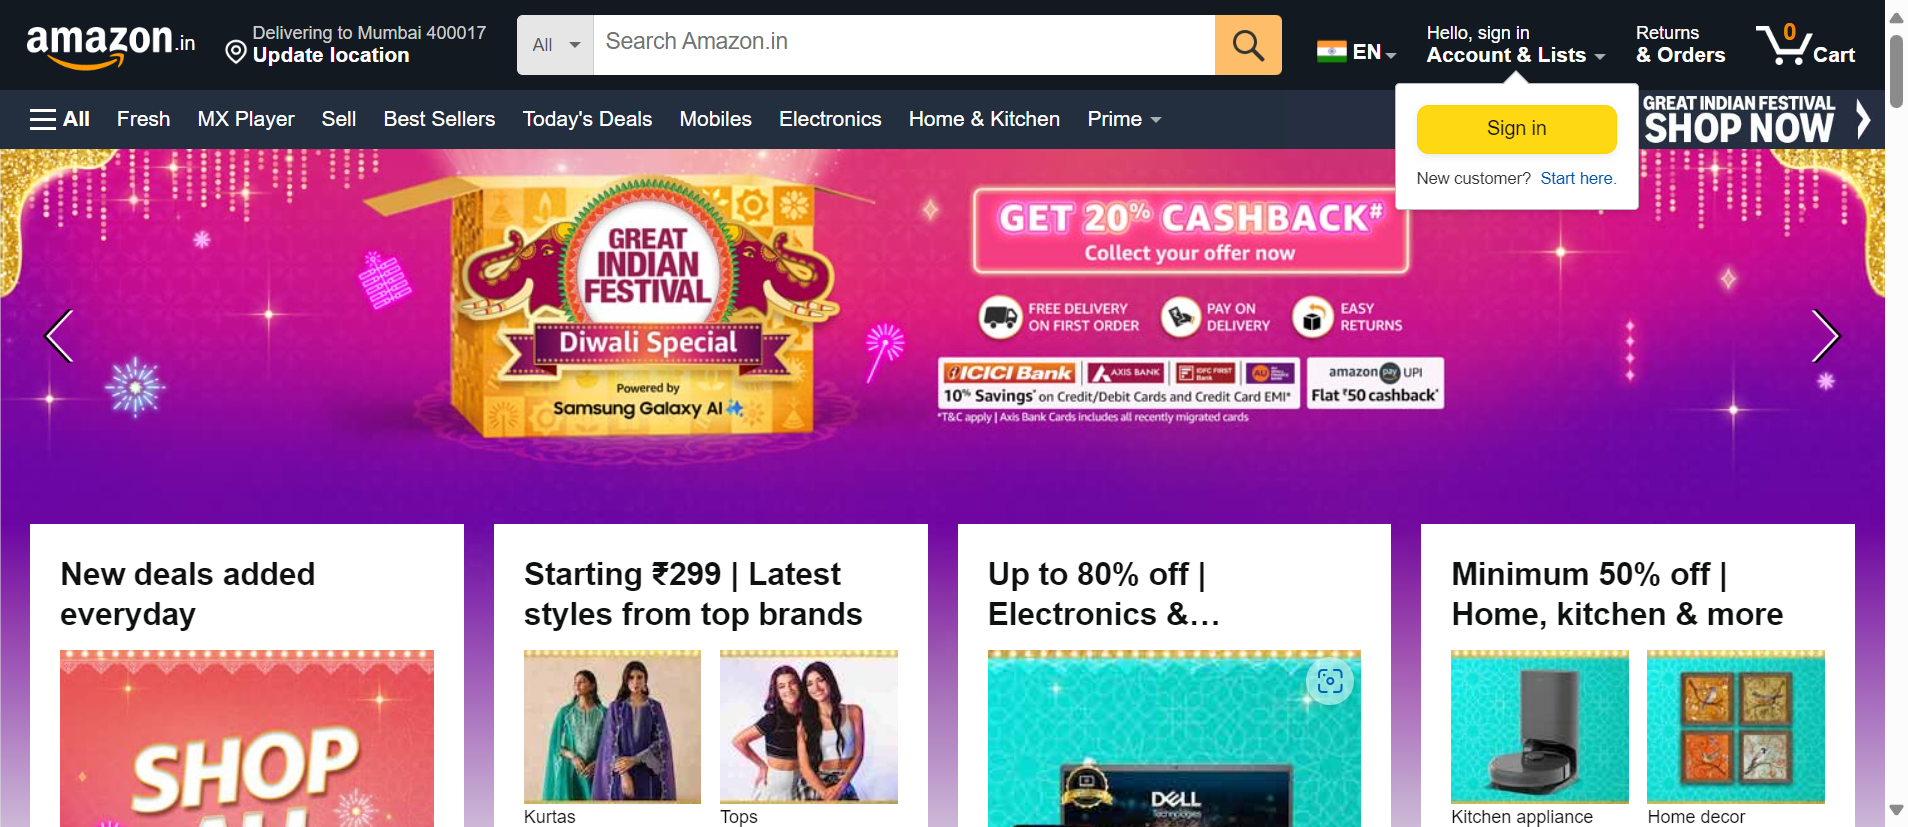 amazon.in
Delivering to Mumbai 400017
Update location
All
Search Amazon.in
EN
Hello, sign in
Account & Lists
Returns
& Orders
0
Cart
All
Fresh
MX Player
Sell
Best Sellers
Today's Deals
Mobiles
Electronics
Home & Kitchen
Prime
Sign in
New customer? Start here.
GREAT INDIAN FESTIVAL
SHOP NOW
GREAT
INDIAN
FESTIVAL
Diwali Special
Powered by
Samsung Galaxy AI
GET 20% CASHBACK#
Collect your offer now
FREE DELIVERY
ON FIRST ORDER
PAY ON
DELIVERY
EASY
RETURNS
ICICI Bank
AXIS BANK
IDFC FIRST
Bank
AU
10% Savings* on Credit/Debit Cards and Credit Card EMI*
amazon pay UPI
Flat ₹50 cashback*
*T&C apply | Axis Bank Cards includes all recently migrated cards
New deals added
everyday
SHOP
ALL
Starting ₹299 | Latest
styles from top brands
Kurtas
Tops
Up to 80% off |
Electronics &…
DELL
Technologies
Minimum 50% off |
Home, kitchen & more
Kitchen appliance
Home decor